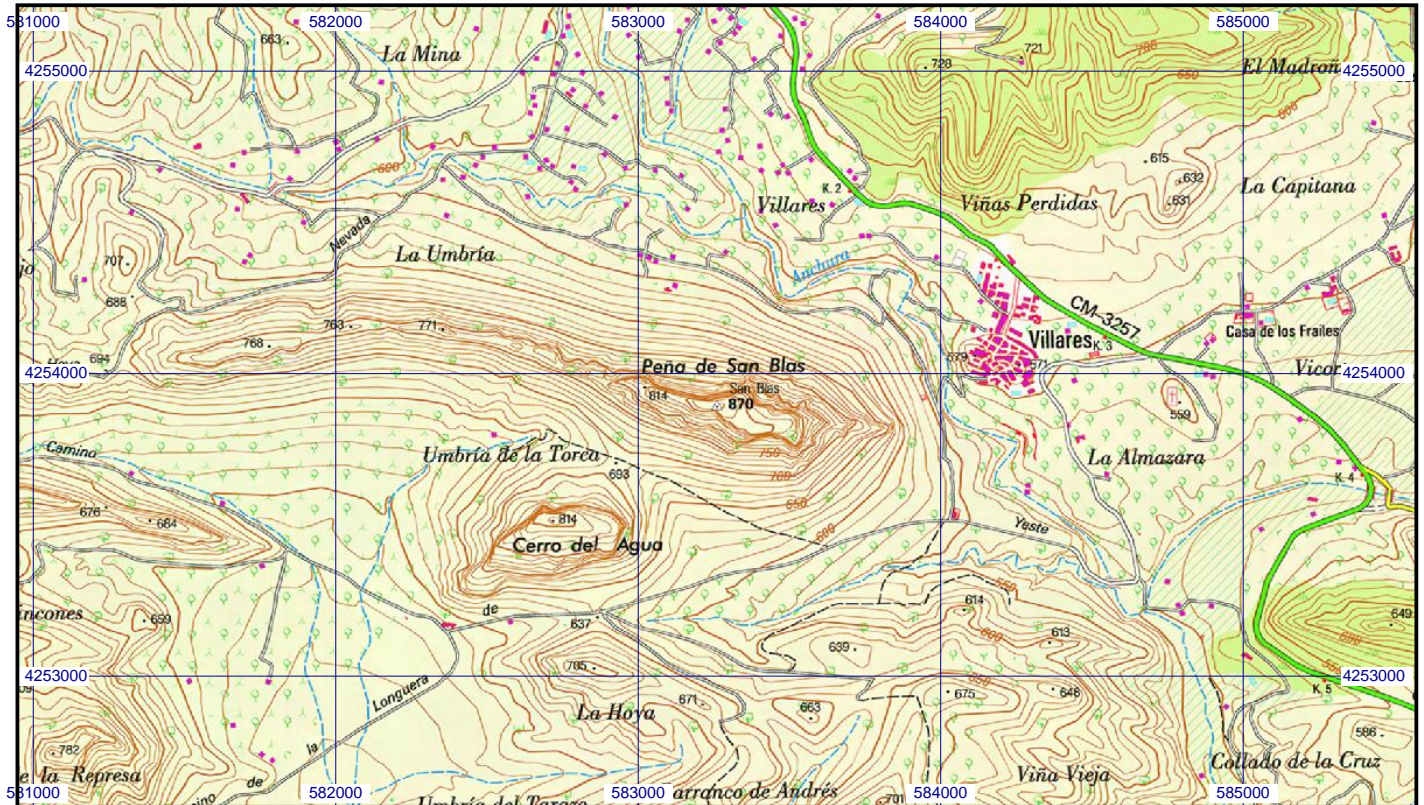 581000 582000 583000 584000 585000
663
La Mina
728
721
700
650
El Madroñ
4255000 4255000
600
615
632
631
La Capitana
600
K. 2
Villares
Viñas Perdidas
Nevada
La Umbría
Anchura
707
688
CM-3257
763
771
768
694
Villares
K. 3
Casa de los Frailes
579
571
Vicor
Peña de San Blas
4254000 4254000
San Blas
814
870
559
Camino
Umbría de la Torca
750
700
693
650
La Almazara
K. 4
676
684
814
Cerro del Agua
600
Yeste
550
de
614
649
incones
659
637
639
600
613
600
550
705
4253000 4253000
650
675
648
K. 5
Longuera
671
663
La Hoya
586
782
la
de
e la Represa
Viña Vieja
Collado de la Cruz
arranco de Andrés
701
581000 582000 583000 584000 585000